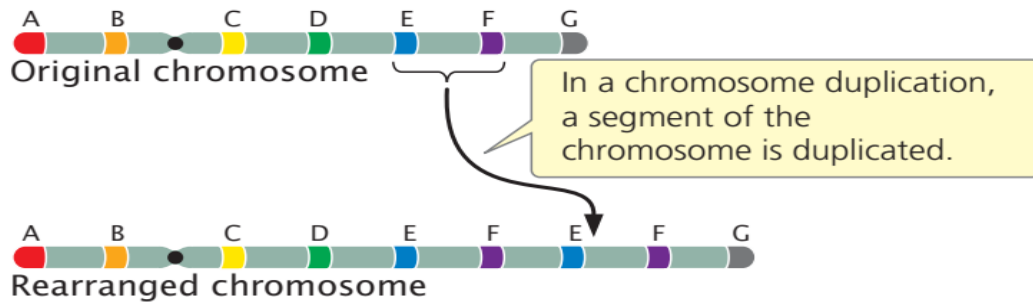 A B C D E F G
Original chromosome
In a chromosome duplication,
a segment of the
chromosome is duplicated.
A B C D E F E F G
Rearranged chromosome